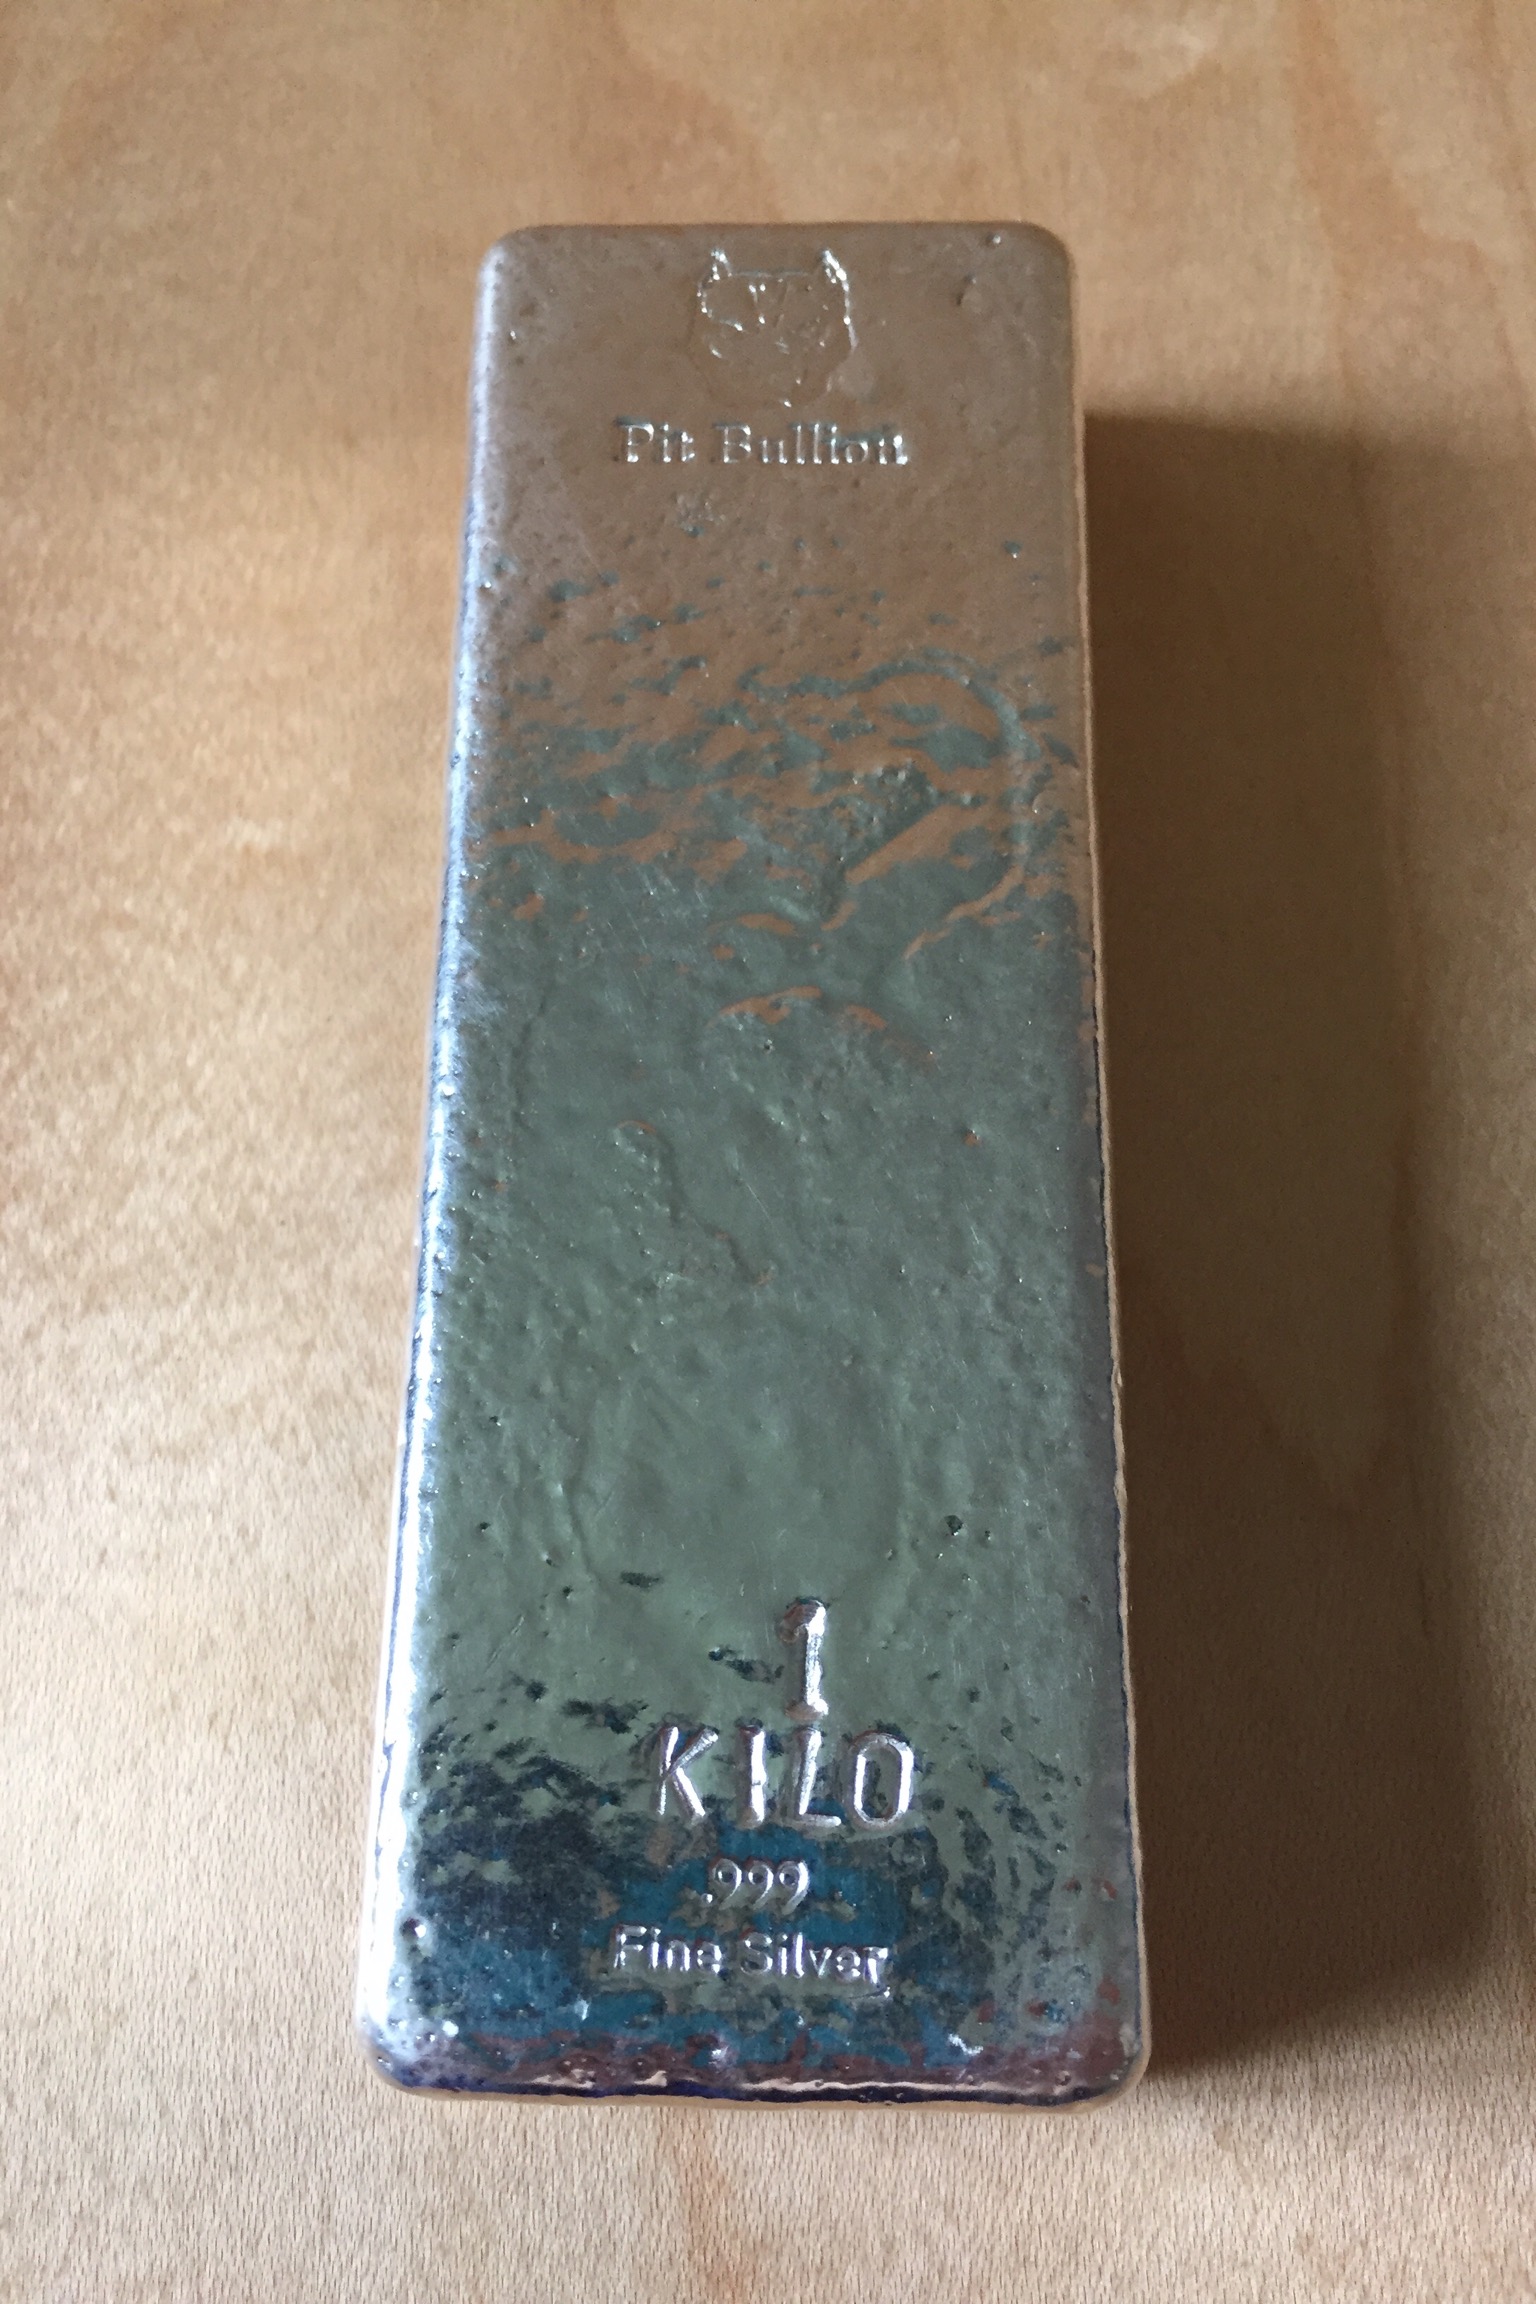 Pit Bullion
1
KILO
.999
Fine Silver